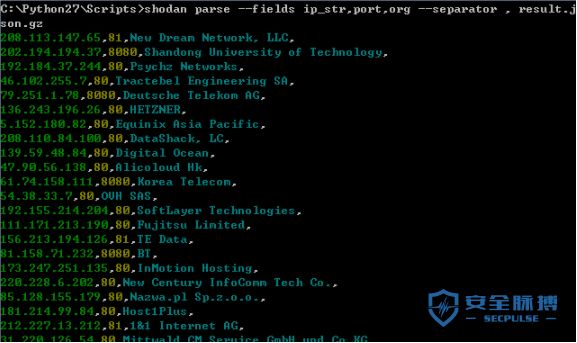 C:\Python27\Scripts>shodan parse --fields ip_str,port,org --separator , result.j
son.gz
208.113.147.65,81,New Dream Network, LLC,
202.194.194.37,8080,Shandong University of Technology,
192.184.37.244,80,Psychz Networks,
46.102.255.7,80,Tractebel Engineering SA,
79.251.1.78,8080,Deutsche Telekom AG,
136.243.196.26,80,HETZNER,
5.152.180.82,80,Equinix Asia Pacific,
208.110.84.100,80,DataShack, LC,
139.59.48.84,80,Digital Ocean,
47.90.56.138,80,Alicloud Hk,
61.74.158.111,8080,Korea Telecom,
54.38.33.7,80,OVH SAS,
192.155.214.204,80,SoftLayer Technologies,
111.171.213.190,80,Fujitsu Limited,
156.213.194.126,81,TE Data,
81.158.71.232,8080,BT,
173.247.251.135,80,InMotion Hosting,
220.228.6.202,80,New Century InfoComm Tech Co.,
85.128.155.179,80,Nazwa.pl Sp.z.o.o.,
181.214.99.84,80,Host1Plus,
212.227.13.212,81,1&1 Internet AG,
31.220.126.54,80,Mittwald CM Service GmbH und Co.KG
安全脉搏
SECPULSE